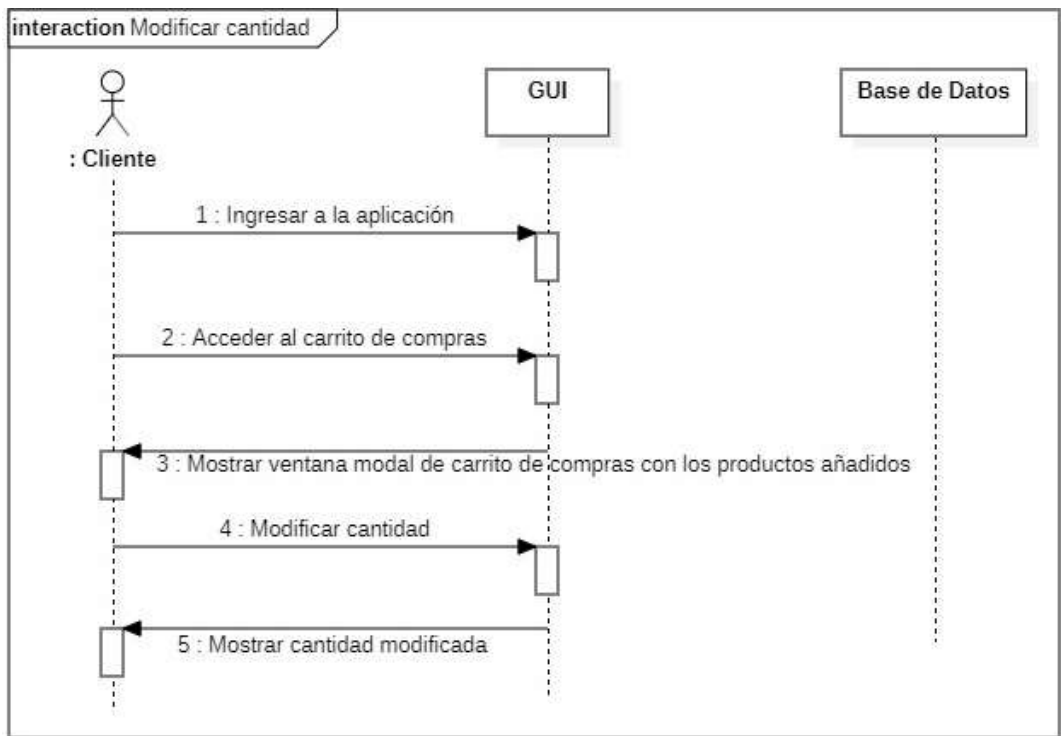 interaction Modificar cantidad
GUI
Base de Datos
: Cliente
1 : Ingresar a la aplicación
2 : Acceder al carrito de compras
3 : Mostrar ventana modal de carrito de compras con los productos añadidos
4 : Modificar cantidad
5 : Mostrar cantidad modificada